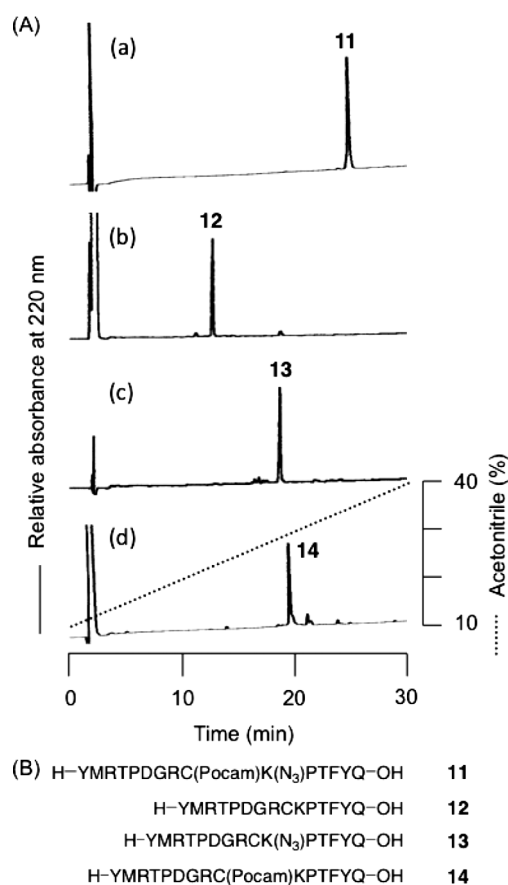 (A)
(a)
11
(b)
12
(c)
13
(d)
14
Relative absorbance at 220 nm
40
10
Acetonitrile (%)
0 10 20 30
Time (min)
(B) H−YMRTPDGRC(Pocam)K(N₃)PTFYQ−OH 11
H−YMRTPDGRCKPTFYQ−OH 12
H−YMRTPDGRCK(N₃)PTFYQ−OH 13
H−YMRTPDGRC(Pocam)KPTFYQ−OH 14